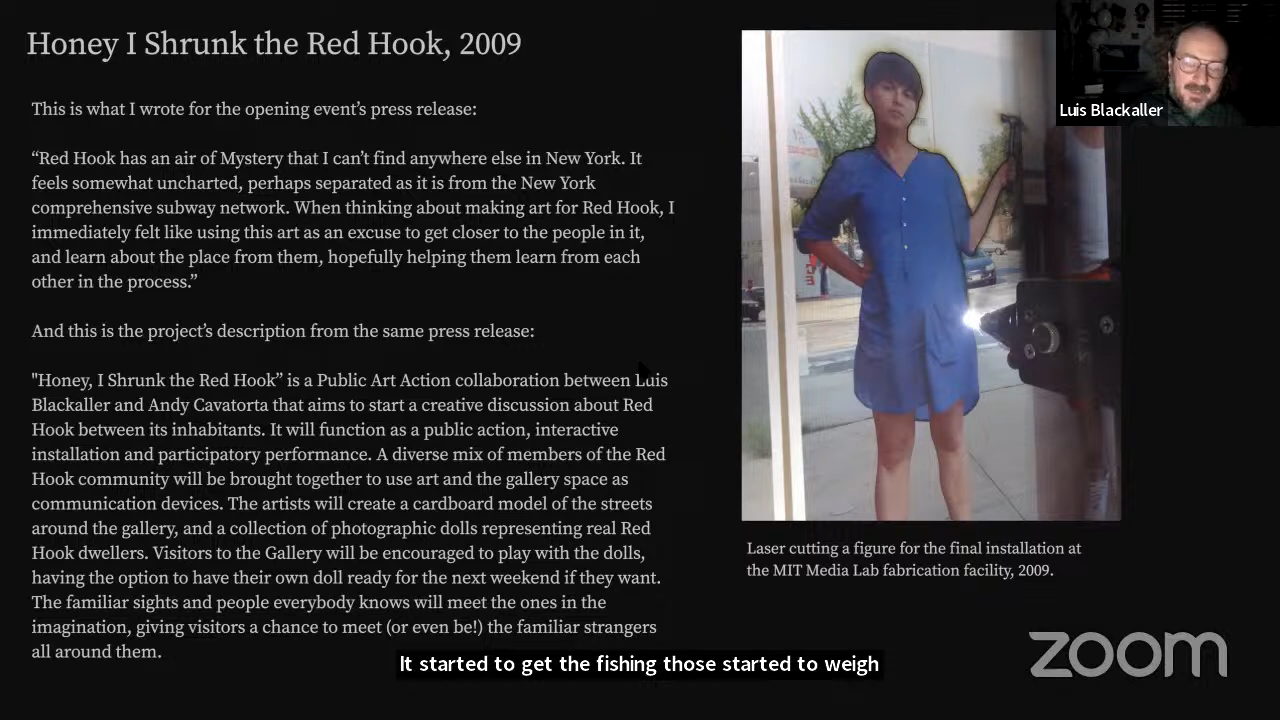 Honey I Shrunk the Red Hook, 2009
This is what I wrote for the opening event’s press release:
“Red Hook has an air of Mystery that I can’t find anywhere else in New York. It
feels somewhat uncharted, perhaps separated as it is from the New York
comprehensive subway network. When thinking about making art for Red Hook, I
immediately felt like using this art as an excuse to get closer to the people in it,
and learn about the place from them, hopefully helping them learn from each
other in the process.”
And this is the project’s description from the same press release:
"Honey, I Shrunk the Red Hook” is a Public Art Action collaboration between Luis
Blackaller and Andy Cavatorta that aims to start a creative discussion about Red
Hook between its inhabitants. It will function as a public action, interactive
installation and participatory performance. A diverse mix of members of the Red
Hook community will be brought together to use art and the gallery space as
communication devices. The artists will create a cardboard model of the streets
around the gallery, and a collection of photographic dolls representing real Red
Hook dwellers. Visitors to the Gallery will be encouraged to play with the dolls,
having the option to have their own doll ready for the next weekend if they want.
The familiar sights and people everybody knows will meet the ones in the
imagination, giving visitors a chance to meet (or even be!) the familiar strangers
all around them.
Luis Blackaller
Laser cutting a figure for the final installation at
the MIT Media Lab fabrication facility, 2009.
It started to get the fishing those started to weigh
zoom